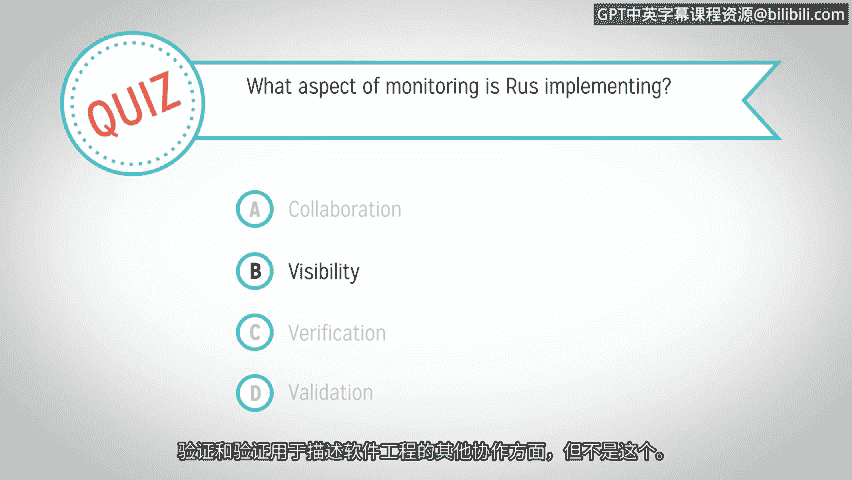 GPT中英字幕课程资源@bilibili.com
QUIZ
What aspect of monitoring is Rus implementing?
A Collaboration
B Visibility
C Verification
D Validation
验证和验证用于描述软件工程的其他协作方面，但不是这个。